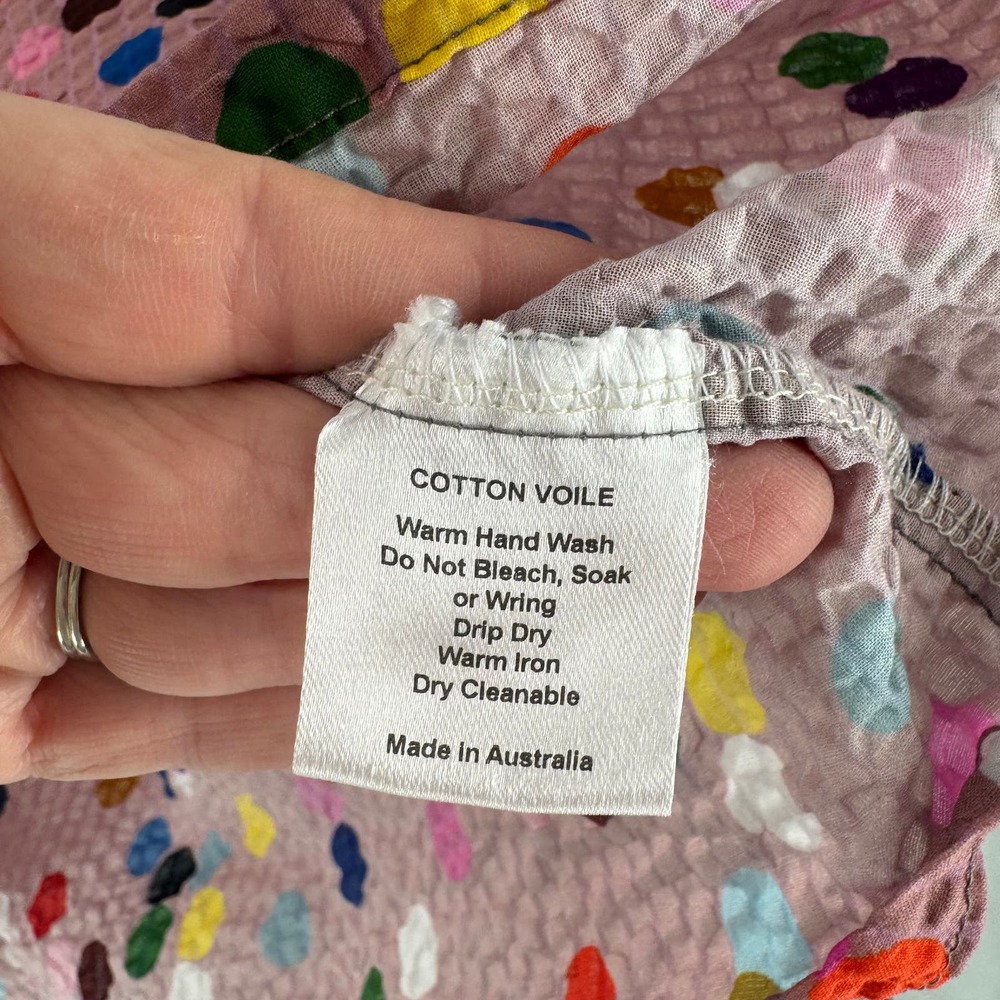 COTTON VOILE
Warm Hand Wash
Do Not Bleach, Soak
or Wring
Drip Dry
Warm Iron
Dry Cleanable
Made in Australia